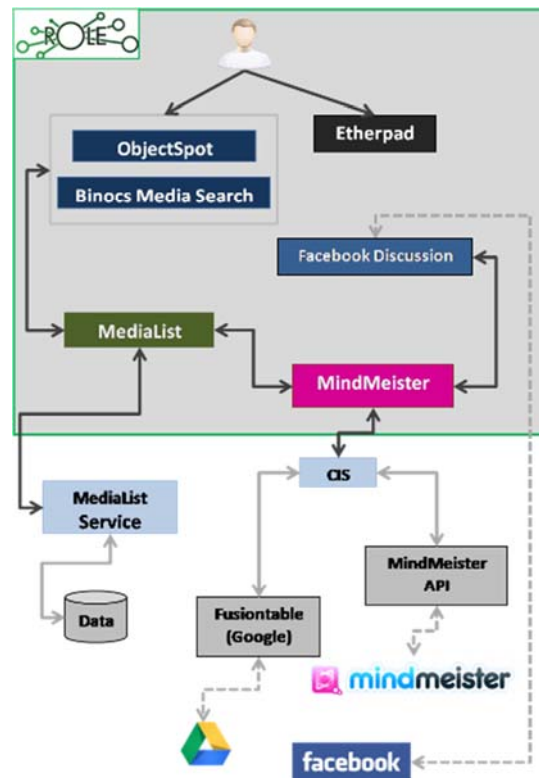 ROLE
ObjectSpot
Etherpad
Binocs Media Search
Facebook Discussion
MediaList
MindMeister
CIS
MediaList
Service
MindMeister
API
Data
Fusiontable
(Google)
mindmeister
facebook